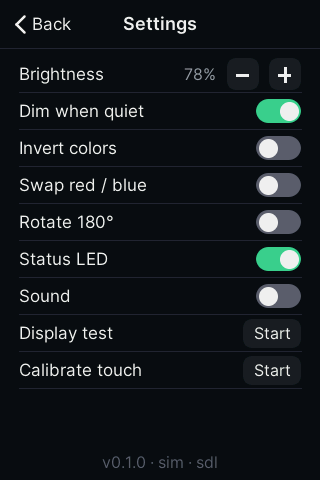 Back Settings
Brightness 78% − +
Dim when quiet
Invert colors
Swap red / blue
Rotate 180°
Status LED
Sound
Display test Start
Calibrate touch Start
v0.1.0 · sim · sdl